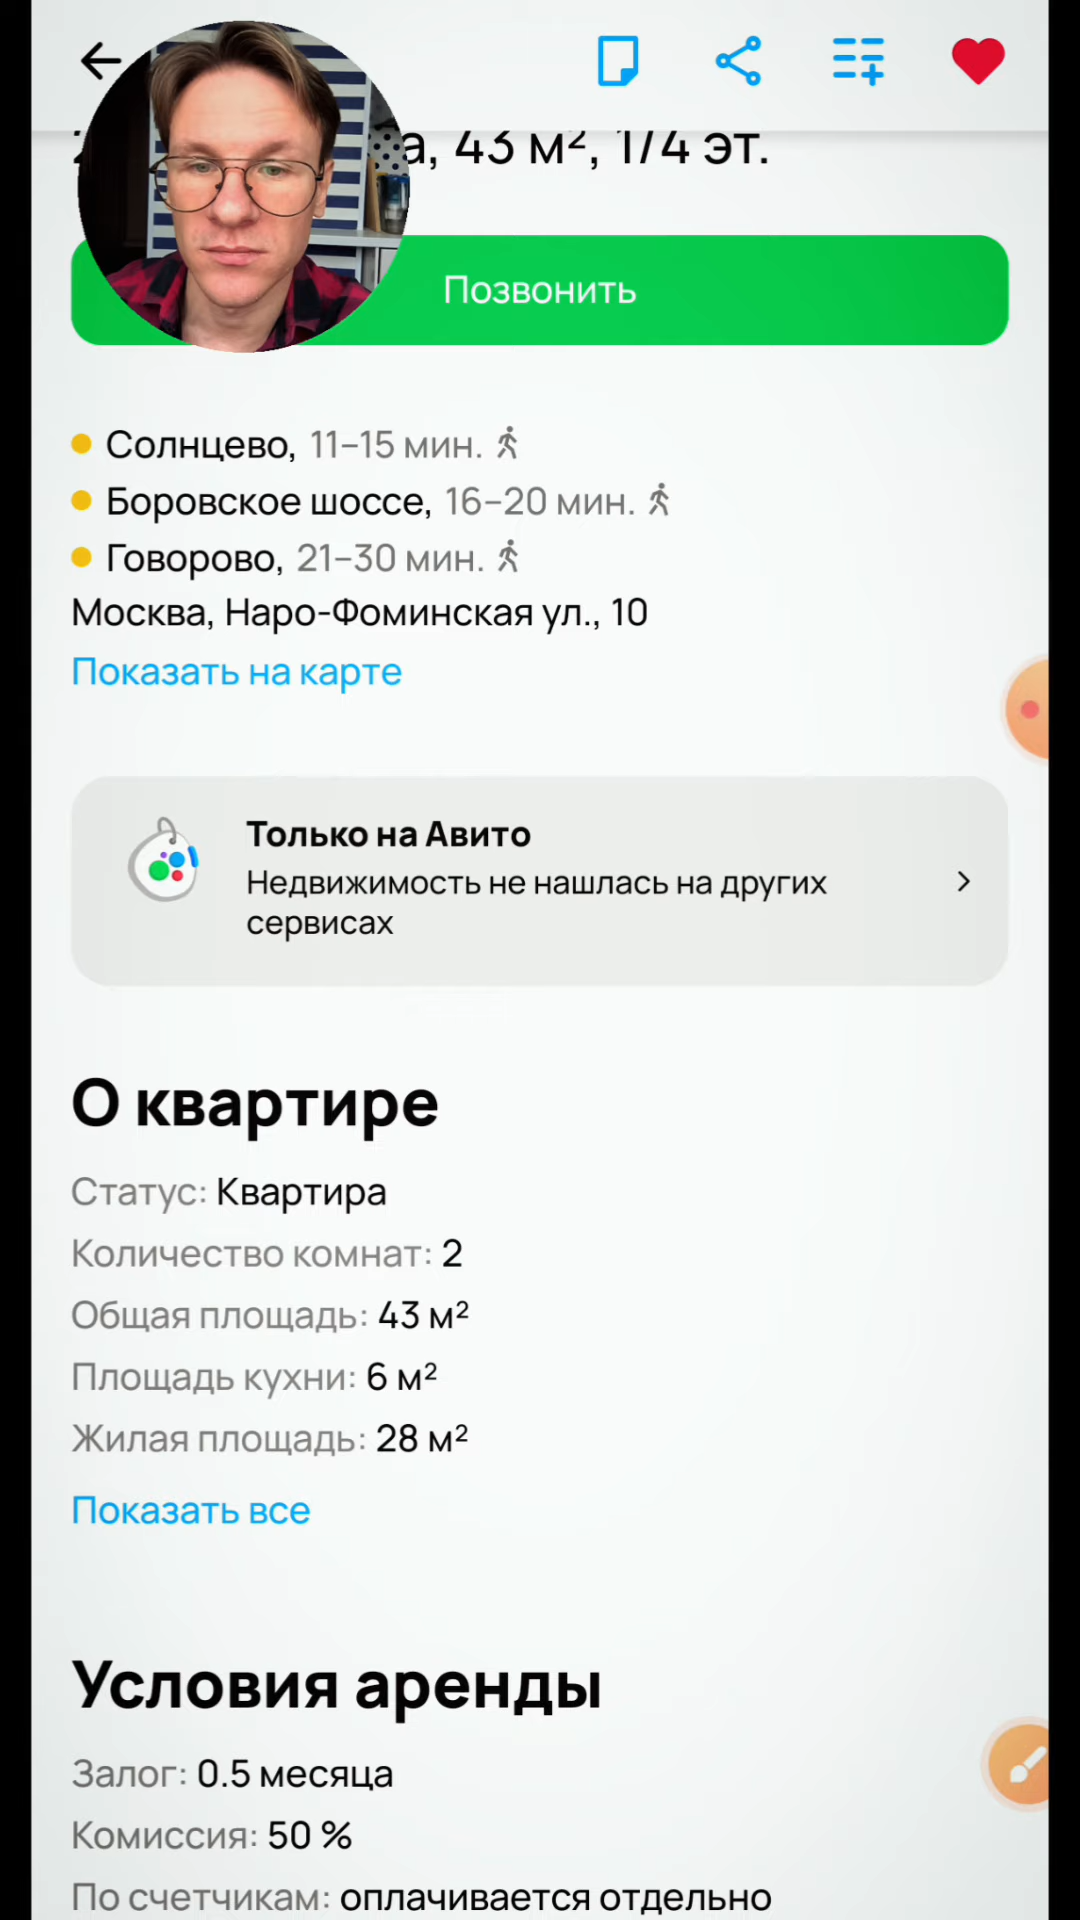 а, 43 м², 1/4 эт.
Позвонить
Солнцево, 11–15 мин.
Боровское шоссе, 16–20 мин.
Говорово, 21–30 мин.
Москва, Наро-Фоминская ул., 10
Показать на карте
Только на Авито
Недвижимость не нашлась на других
сервисах
О квартире
Статус: Квартира
Количество комнат: 2
Общая площадь: 43 м²
Площадь кухни: 6 м²
Жилая площадь: 28 м²
Показать все
Условия аренды
Залог: 0.5 месяца
Комиссия: 50 %
По счетчикам: оплачивается отдельно